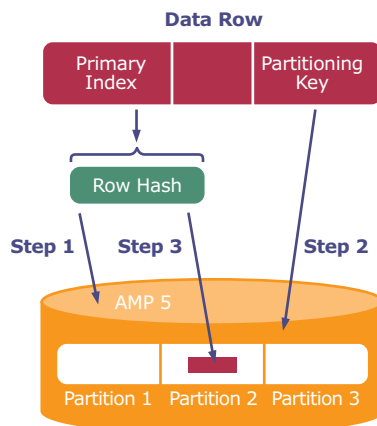 Data Row
Primary
Index
Partitioning
Key
Row Hash
Step 1
Step 3
Step 2
AMP 5
Partition 1
Partition 2
Partition 3